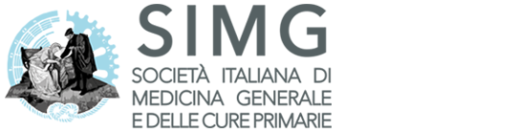 SIMG
SOCIETÀ ITALIANA DI
MEDICINA GENERALE
E DELLE CURE PRIMARIE